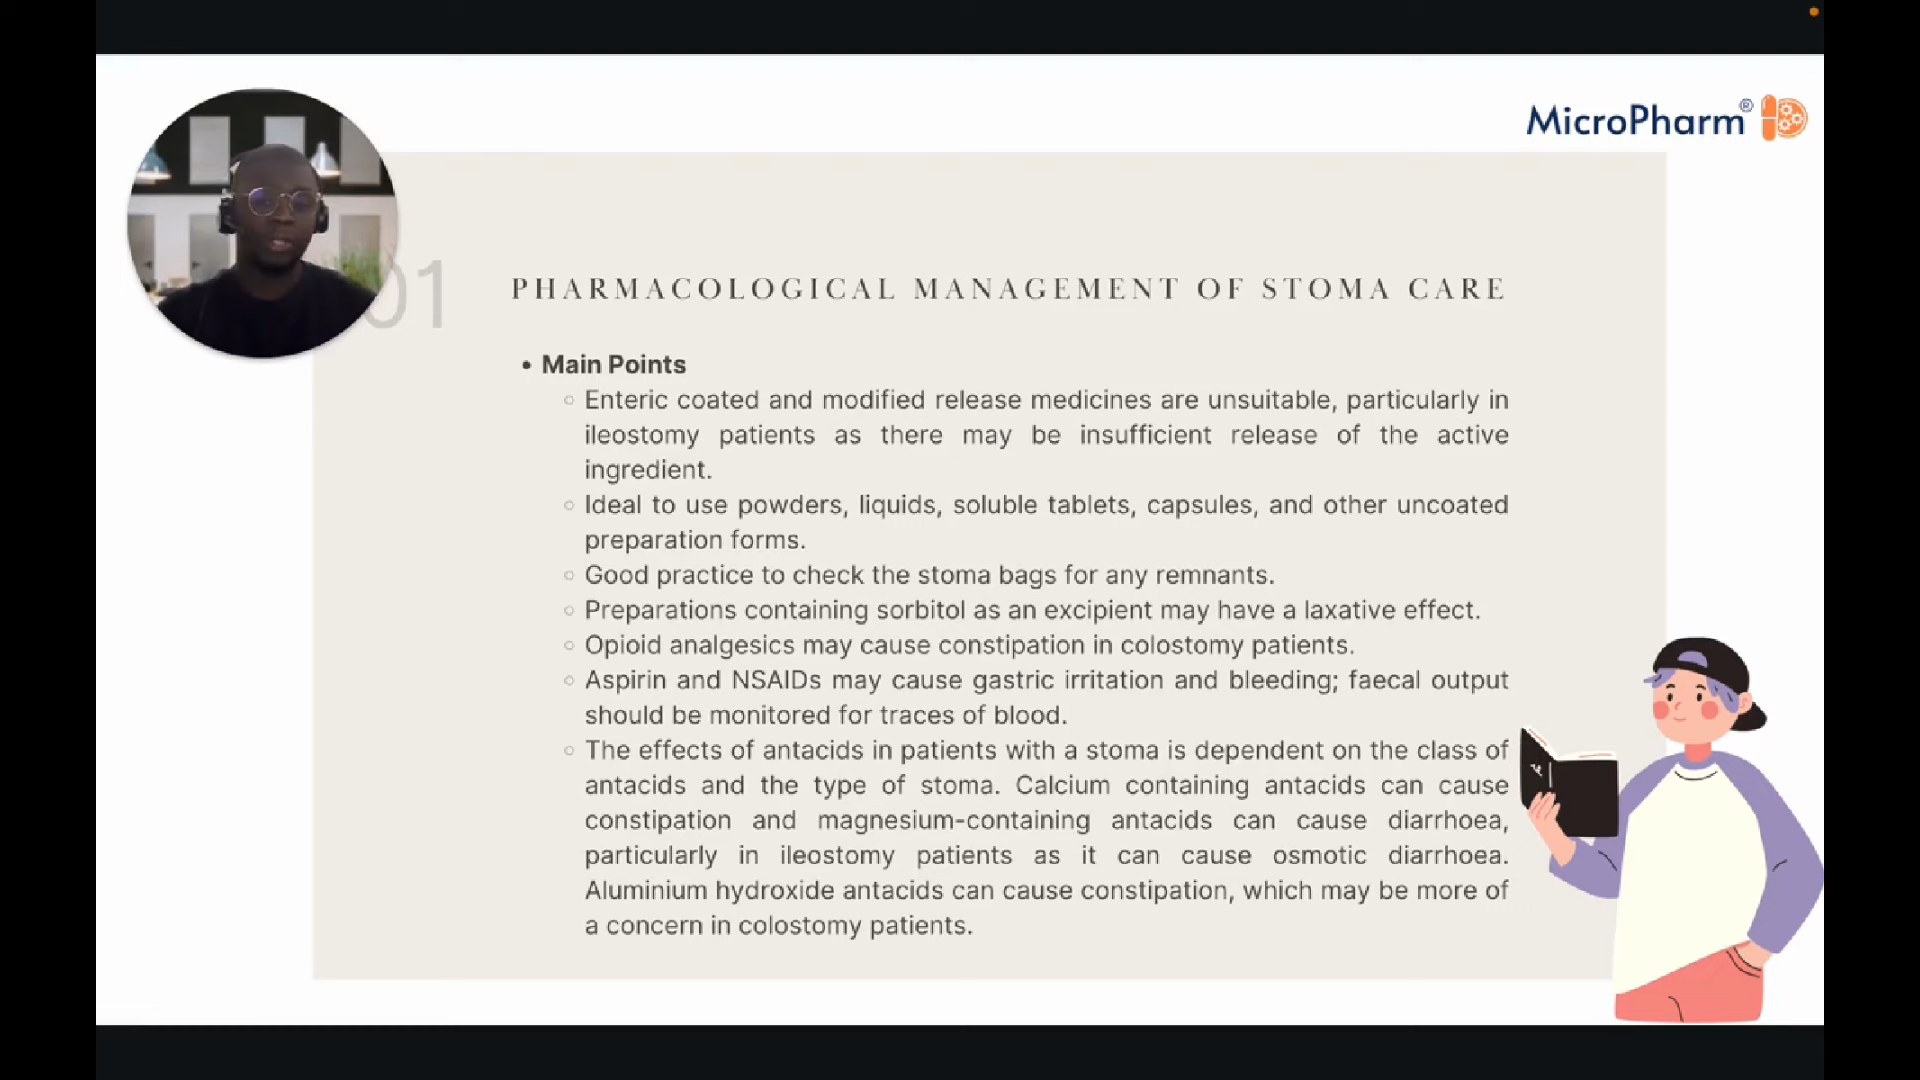 MicroPharm®
01
PHARMACOLOGICAL MANAGEMENT OF STOMA CARE
• Main Points
○ Enteric coated and modified release medicines are unsuitable, particularly in
ileostomy patients as there may be insufficient release of the active
ingredient.
○ Ideal to use powders, liquids, soluble tablets, capsules, and other uncoated
preparation forms.
○ Good practice to check the stoma bags for any remnants.
○ Preparations containing sorbitol as an excipient may have a laxative effect.
○ Opioid analgesics may cause constipation in colostomy patients.
○ Aspirin and NSAIDs may cause gastric irritation and bleeding; faecal output
should be monitored for traces of blood.
○ The effects of antacids in patients with a stoma is dependent on the class of
antacids and the type of stoma. Calcium containing antacids can cause
constipation and magnesium-containing antacids can cause diarrhoea,
particularly in ileostomy patients as it can cause osmotic diarrhoea.
Aluminium hydroxide antacids can cause constipation, which may be more of
a concern in colostomy patients.